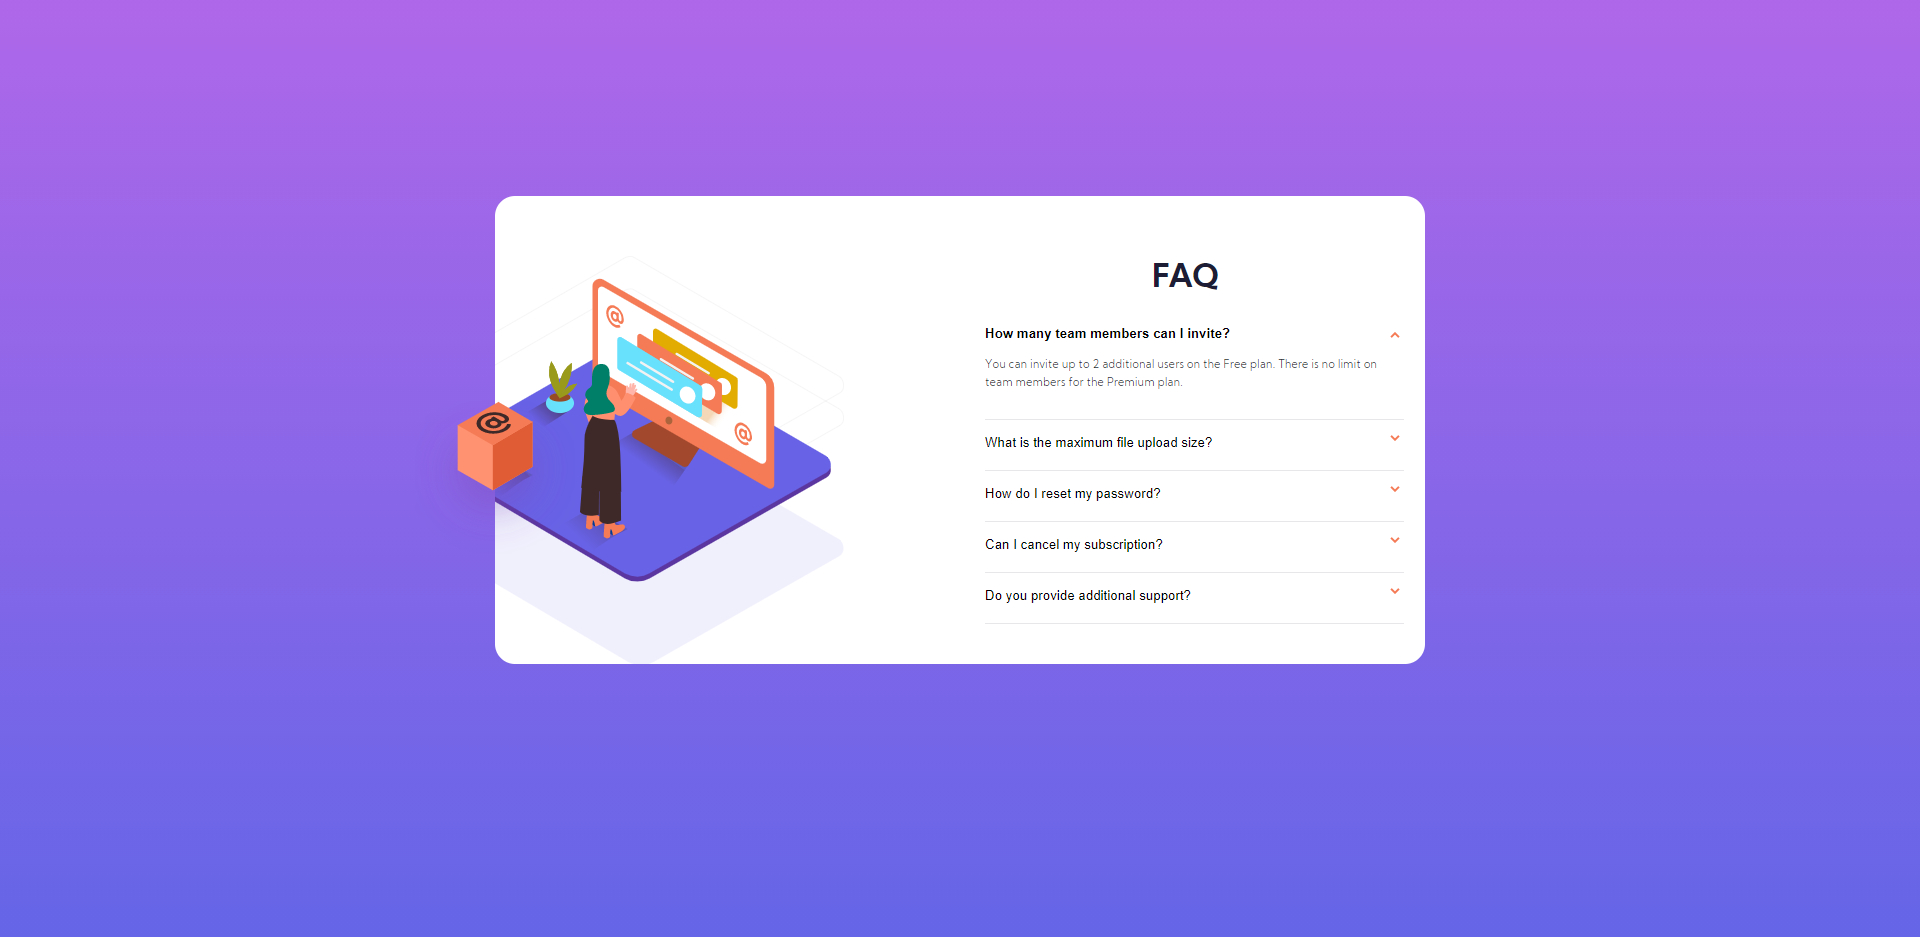 FAQ
How many team members can I invite?
You can invite up to 2 additional users on the Free plan. There is no limit on
team members for the Premium plan.
What is the maximum file upload size?
How do I reset my password?
Can I cancel my subscription?
Do you provide additional support?
@
@
@